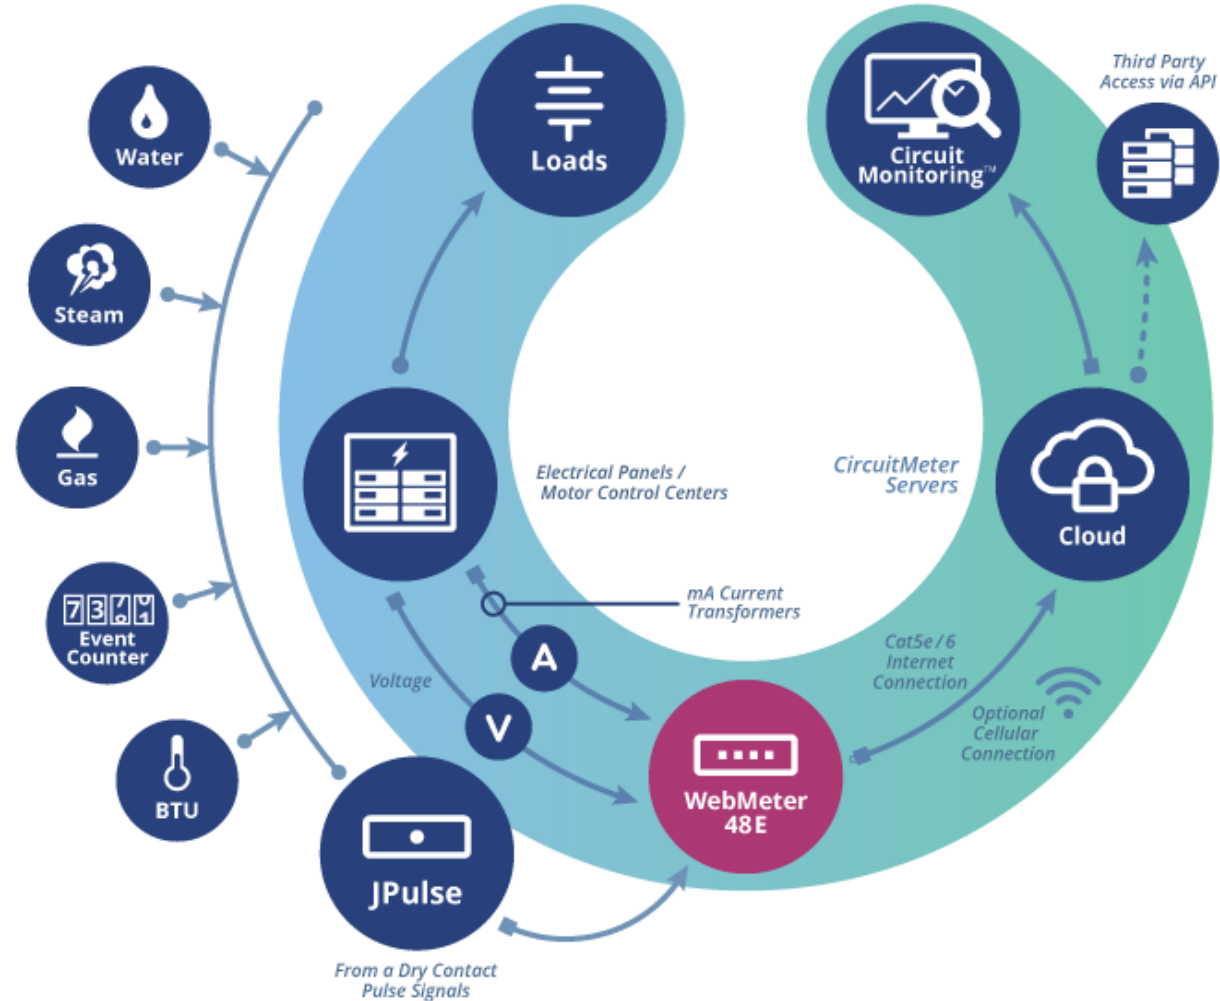 Third Party
Access via API
Water
Loads
Circuit
Monitoring™
Steam
Gas
Electrical Panels /
Motor Control Centers
CircuitMeter
Servers
Cloud
73
Event
Counter
mA Current
Transformers
A
Voltage
V
Cat5e/6
Internet
Connection
Optional
Cellular
Connection
BTU
WebMeter
48E
JPulse
From a Dry Contact
Pulse Signals